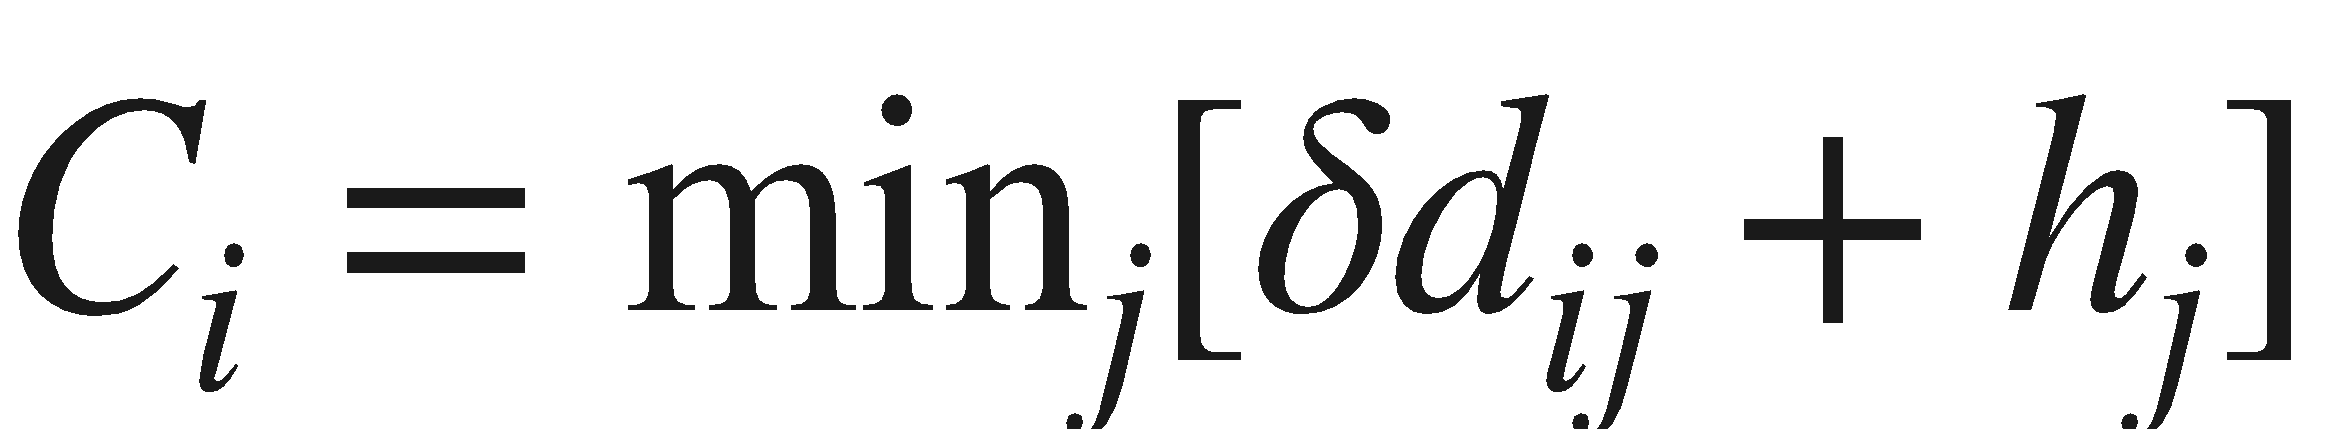 C_i = min_j[δd_ij + h_j]